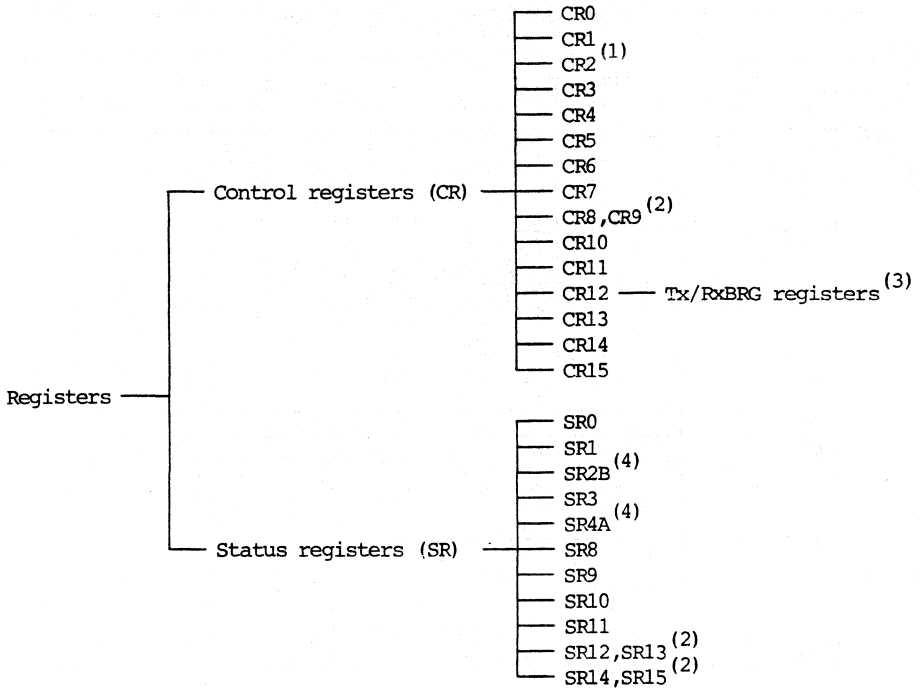 CR0
CR1
CR2 (1)
CR3
CR4
CR5
CR6
Control registers (CR) CR7
CR8,CR9 (2)
CR10
CR11
CR12 Tx/RxBRG registers (3)
CR13
CR14
CR15
Registers
SR0
SR1
SR2B (4)
SR3
SR4A (4)
Status registers (SR) SR8
SR9
SR10
SR11
SR12,SR13 (2)
SR14,SR15 (2)